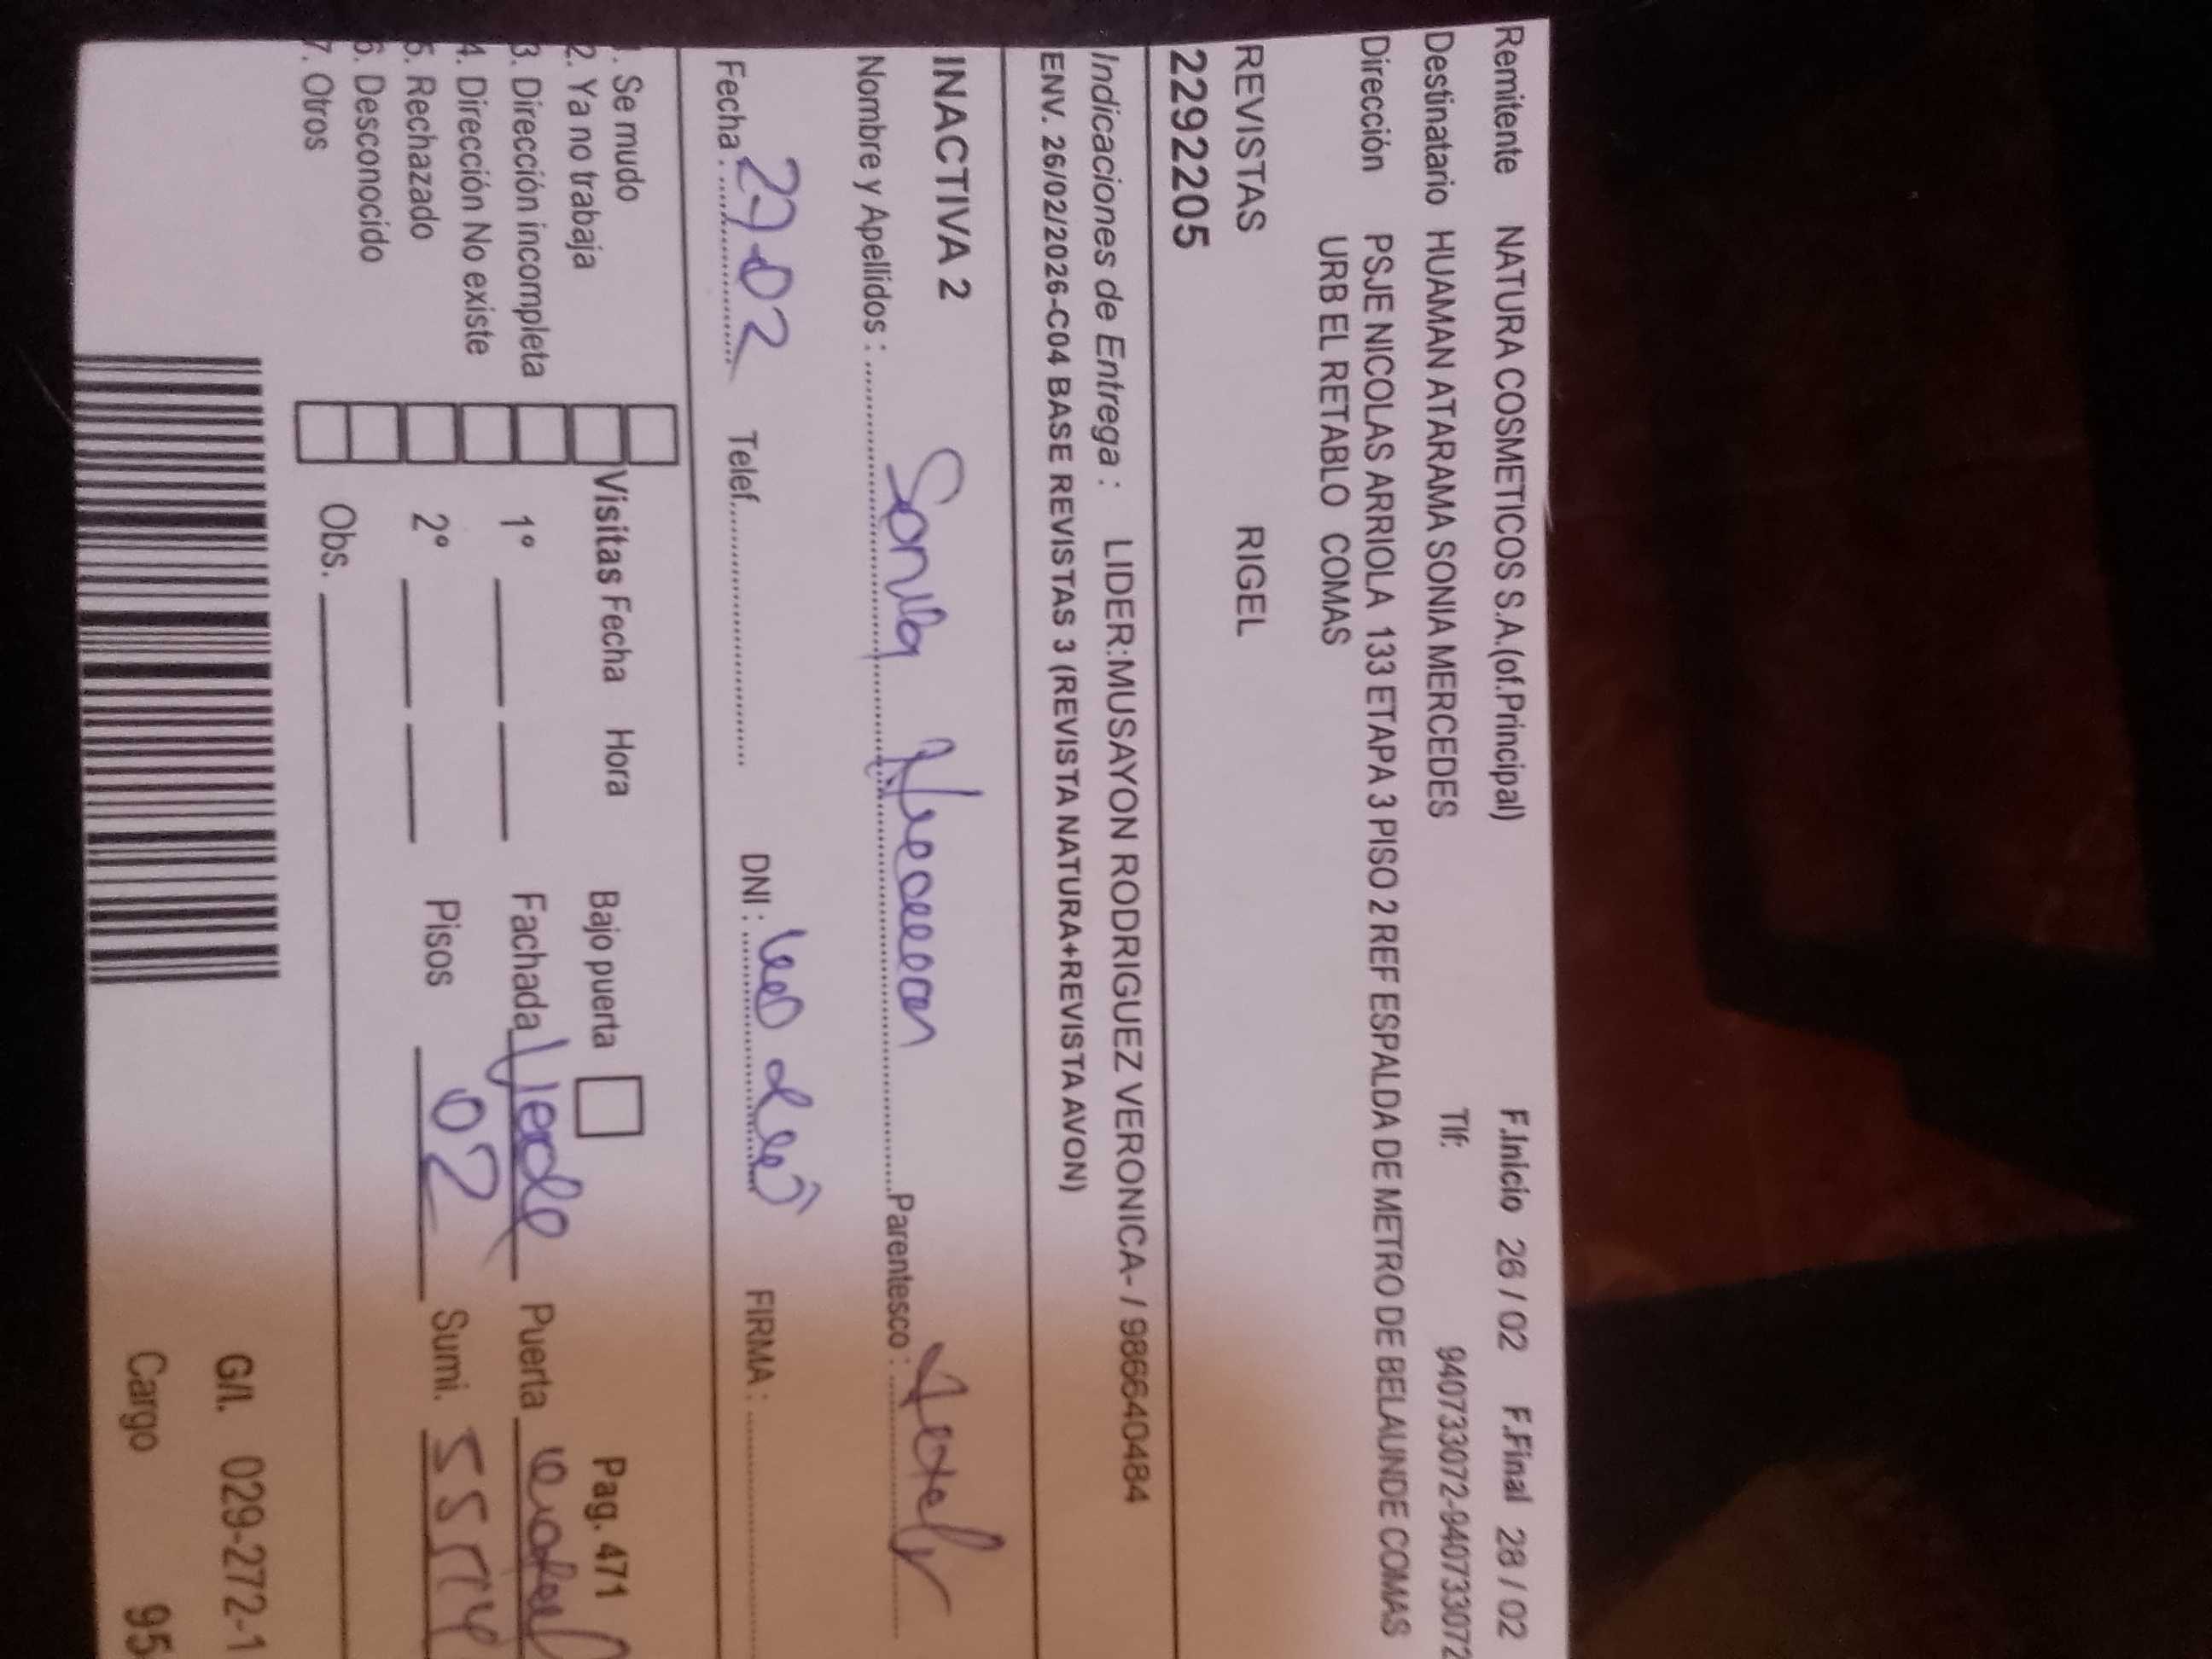 Remitente NATURA COSMETICOS S.A.(of.Principal) F.Inicio 26 / 02 F.Final 28 / 02
Destinatario HUAMAN ATARAMA SONIA MERCEDES Tlf: 940733072-940733072
Dirección PSJE NICOLAS ARRIOLA 133 ETAPA 3 PISO 2 REF ESPALDA DE METRO DE BELAUNDE COMAS
URB EL RETABLO COMAS
REVISTAS RIGEL
2292205
Indicaciones de Entrega : LIDER:MUSAYON RODRIGUEZ VERONICA- / 986640484
ENV. 26/02/2026-C04 BASE REVISTAS 3 (REVISTA NATURA+REVISTA AVON)
INACTIVA 2
Nombre y Apellidos : Sonia Huaman Parentesco :
Fecha : 27-02 Telef. DNI : FIRMA :
. Se mudo
2. Ya no trabaja
3. Dirección incompleta
4. Dirección No existe
5. Rechazado
6. Desconocido
7. Otros
Visitas Fecha Hora Bajo puerta Pag. 471
1° Fachada Verde Puerta
2° Pisos 02 Sumi.
Obs.
G/I. 029-272-1
Cargo 95